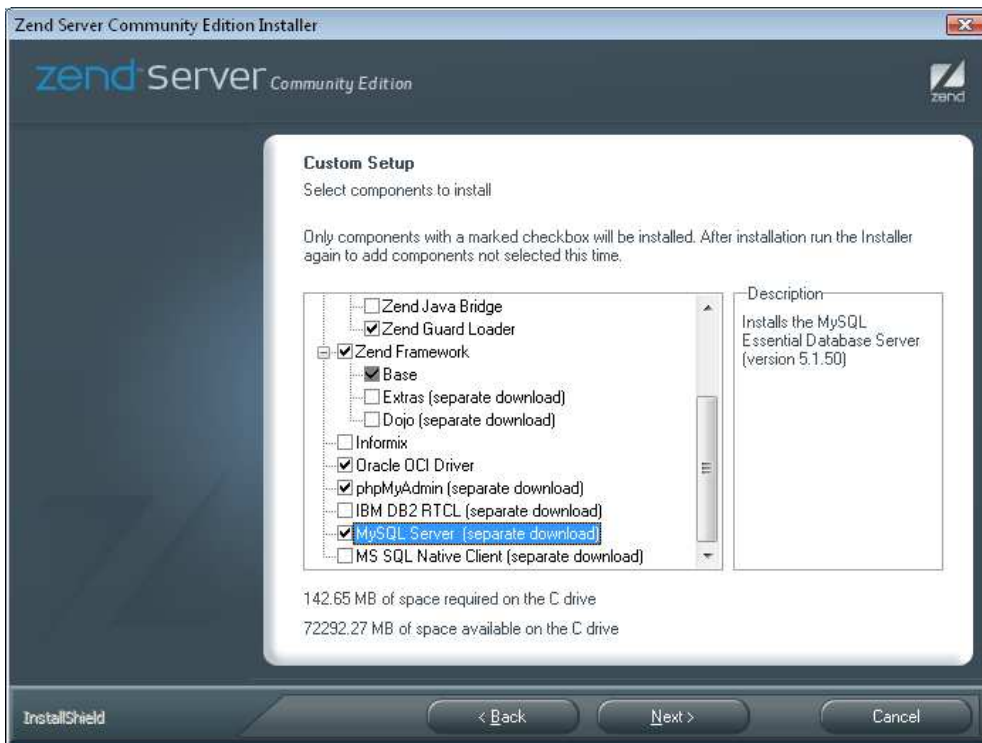 Zend Server Community Edition Installer
zend server Community Edition
zend
Custom Setup
Select components to install
Only components with a marked checkbox will be installed. After installation run the Installer
again to add components not selected this time.
Zend Java Bridge
Zend Guard Loader
Zend Framework
Base
Extras (separate download)
Dojo (separate download)
Informix
Oracle OCI Driver
phpMyAdmin (separate download)
IBM DB2 RTCL (separate download)
MySQL Server (separate download)
MS SQL Native Client (separate download)
Description
Installs the MySQL
Essential Database Server
(version 5.1.50)
142.65 MB of space required on the C drive
72292.27 MB of space available on the C drive
InstallShield
< Back
Next >
Cancel